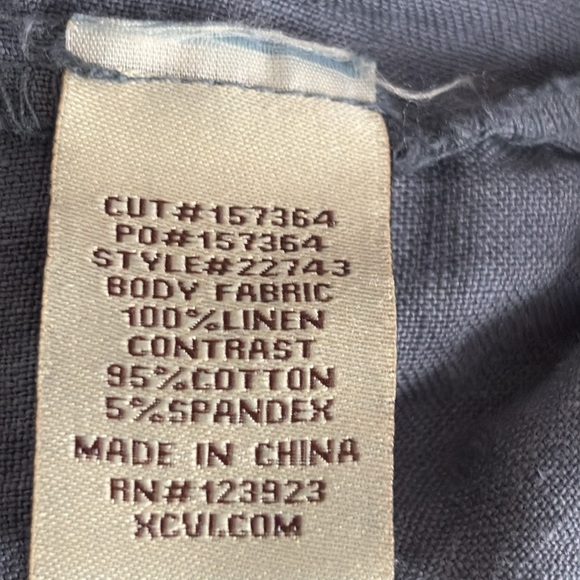 CUT#157364
PO#157364
STYLE#22743
BODY FABRIC
100%LINEN
CONTRAST
95%COTTON
5%SPANDEX
MADE IN CHINA
RN#123923
XCVI.COM